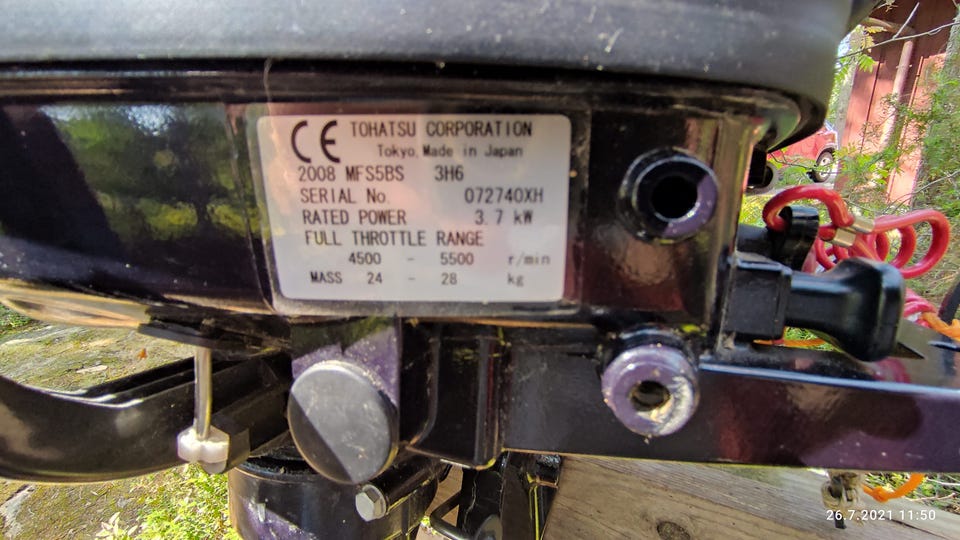 CE TOHATSU CORPORATION
Tokyo, Made in Japan
2008 MFS5BS 3H6
SERIAL No. 072740XH
RATED POWER 3.7 kW
FULL THROTTLE RANGE
4500 - 5500 r/min
MASS 24 - 28 kg
26.7.2021 11:50